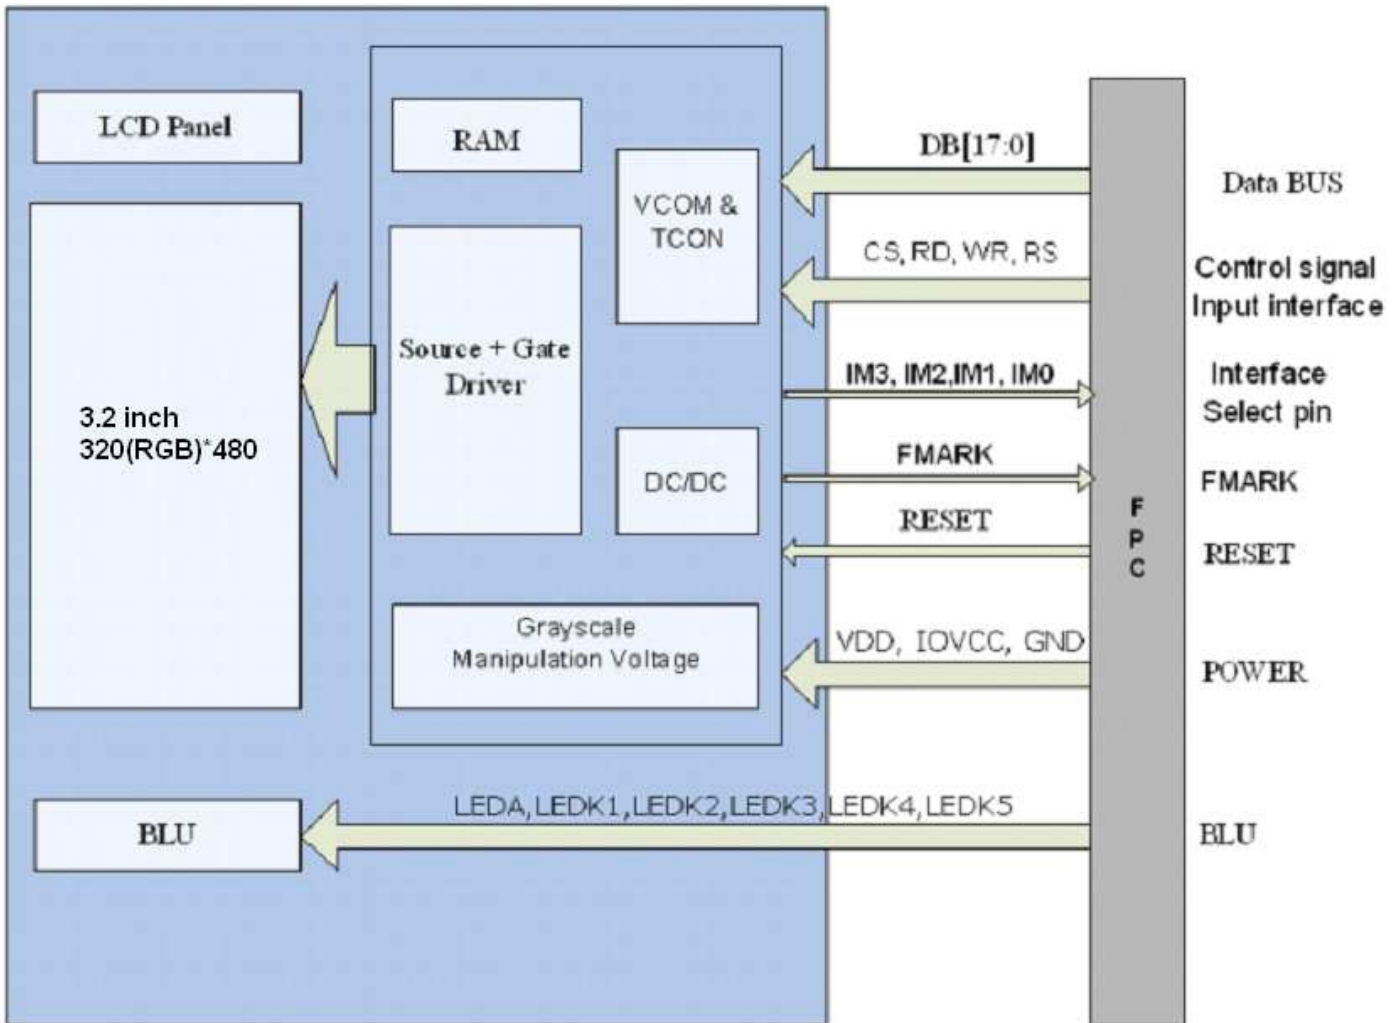 LCD Panel
3.2 inch
320(RGB)*480
BLU
RAM
Source + Gate
Driver
VCOM &
TCON
DC/DC
Grayscale
Manipulation Voltage
DB[17:0]
CS, RD, WR, RS
IM3, IM2,IM1, IM0
FMARK
RESET
VDD, IOVCC, GND
LEDA,LEDK1,LEDK2,LEDK3,LEDK4,LEDK5
F
P
C
Data BUS
Control signal
Input interface
Interface
Select pin
FMARK
RESET
POWER
BLU